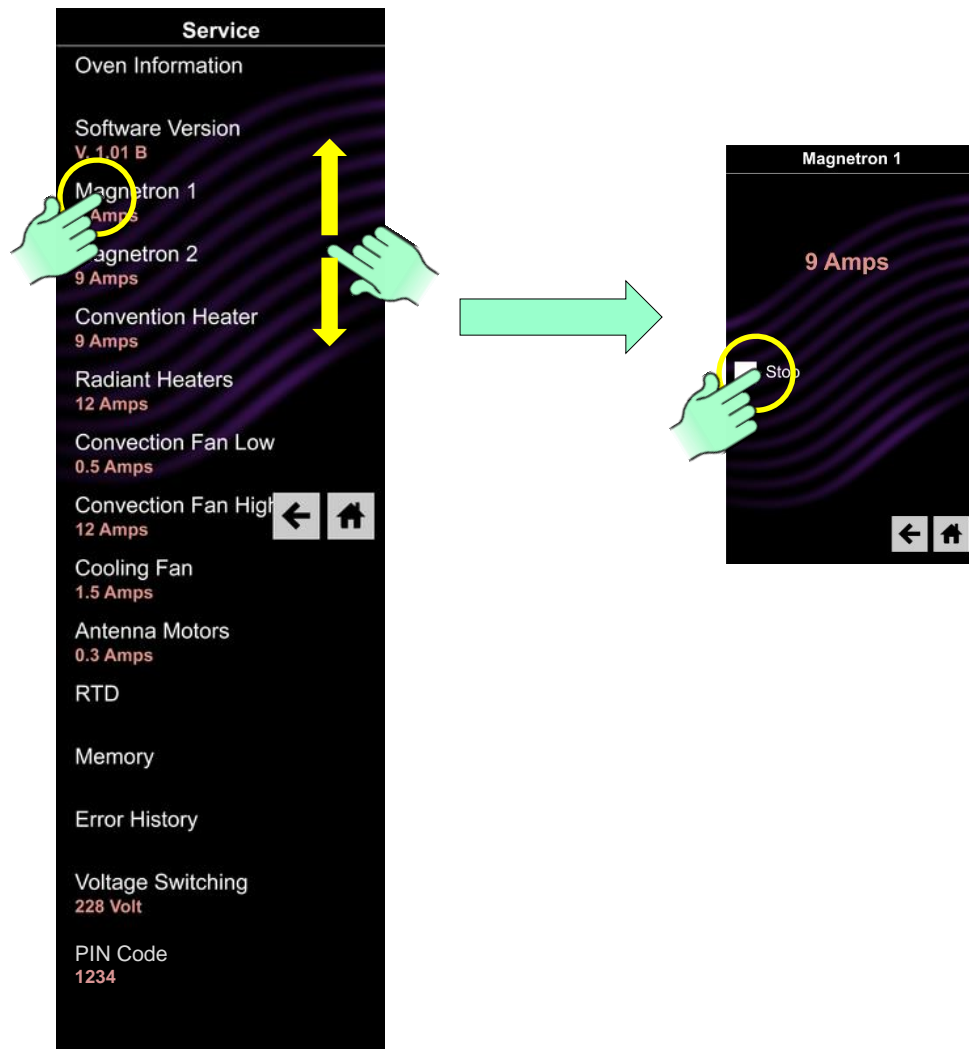 Service
Oven Information
Software Version
V. 1.01 B
Magnetron 1
Amps
Magnetron 2
9 Amps
Convention Heater
9 Amps
Radiant Heaters
12 Amps
Convection Fan Low
0.5 Amps
Convection Fan High
12 Amps
Cooling Fan
1.5 Amps
Antenna Motors
0.3 Amps
RTD
Memory
Error History
Voltage Switching
228 Volt
PIN Code
1234
Magnetron 1
9 Amps
Stop